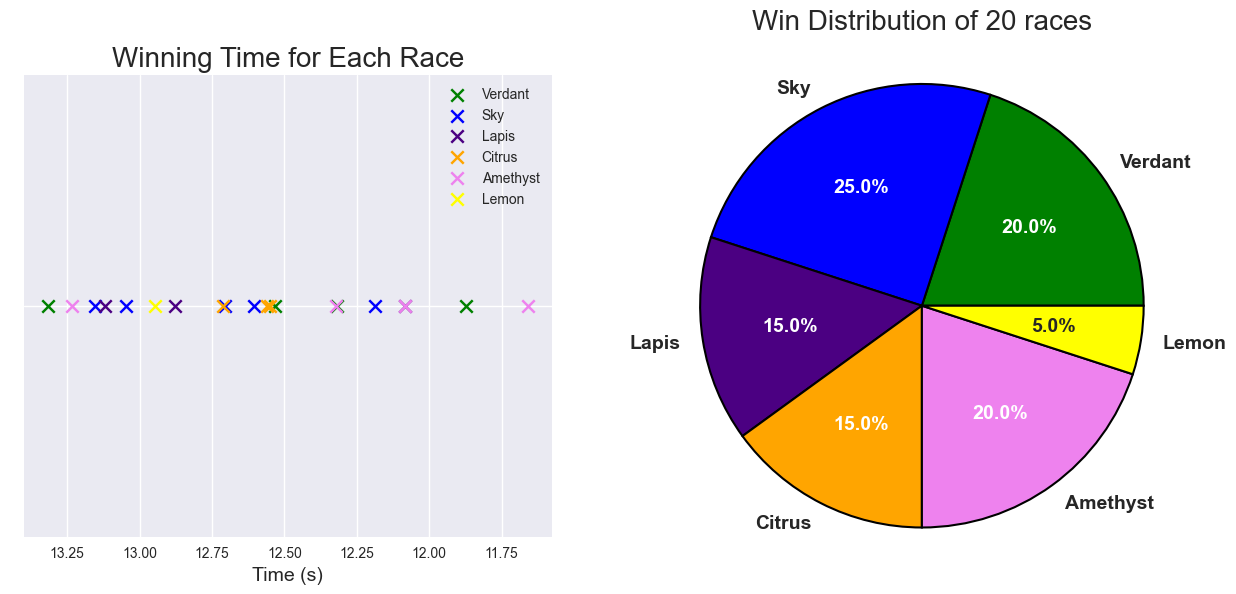 Winning Time for Each Race
Verdant
Sky
Lapis
Citrus
Amethyst
Lemon
13.25 13.00 12.75 12.50 12.25 12.00 11.75
Time (s)
Win Distribution of 20 races
Sky
Verdant
25.0%
20.0%
Lapis
15.0%
5.0%
Lemon
15.0%
20.0%
Citrus
Amethyst